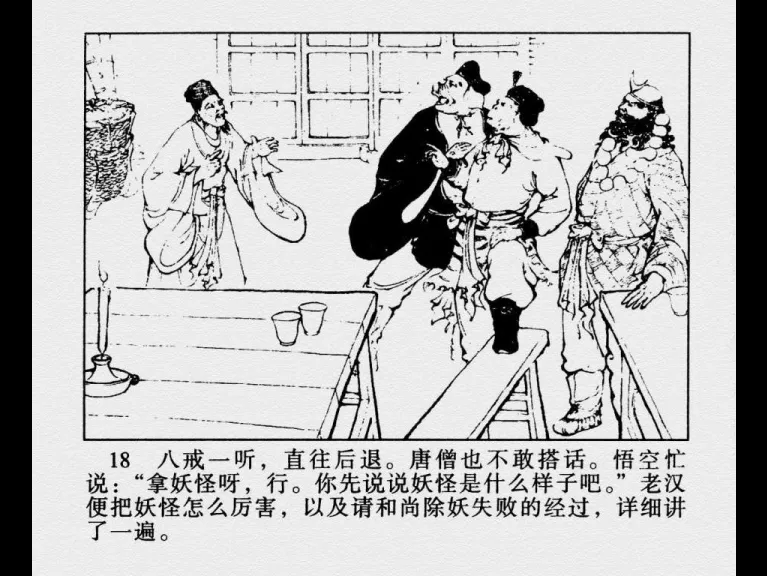 18 八戒一听，直往后退。唐僧也不敢搭话。悟空忙
说：“拿妖怪呀，行。你先说说妖怪是什么样子吧。”老汉
便把妖怪怎么厉害，以及请和尚除妖失败的经过，详细讲
了一遍。